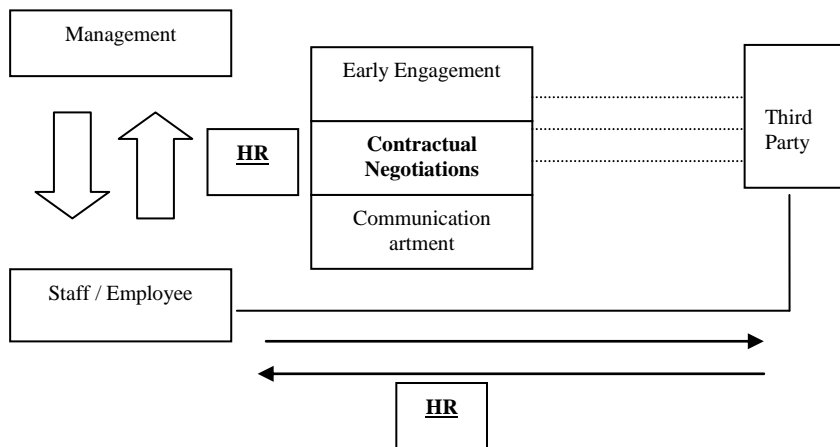 Management
Early Engagement
Third
Party
HR
Contractual
Negotiations
Communication
artment
Staff / Employee
HR